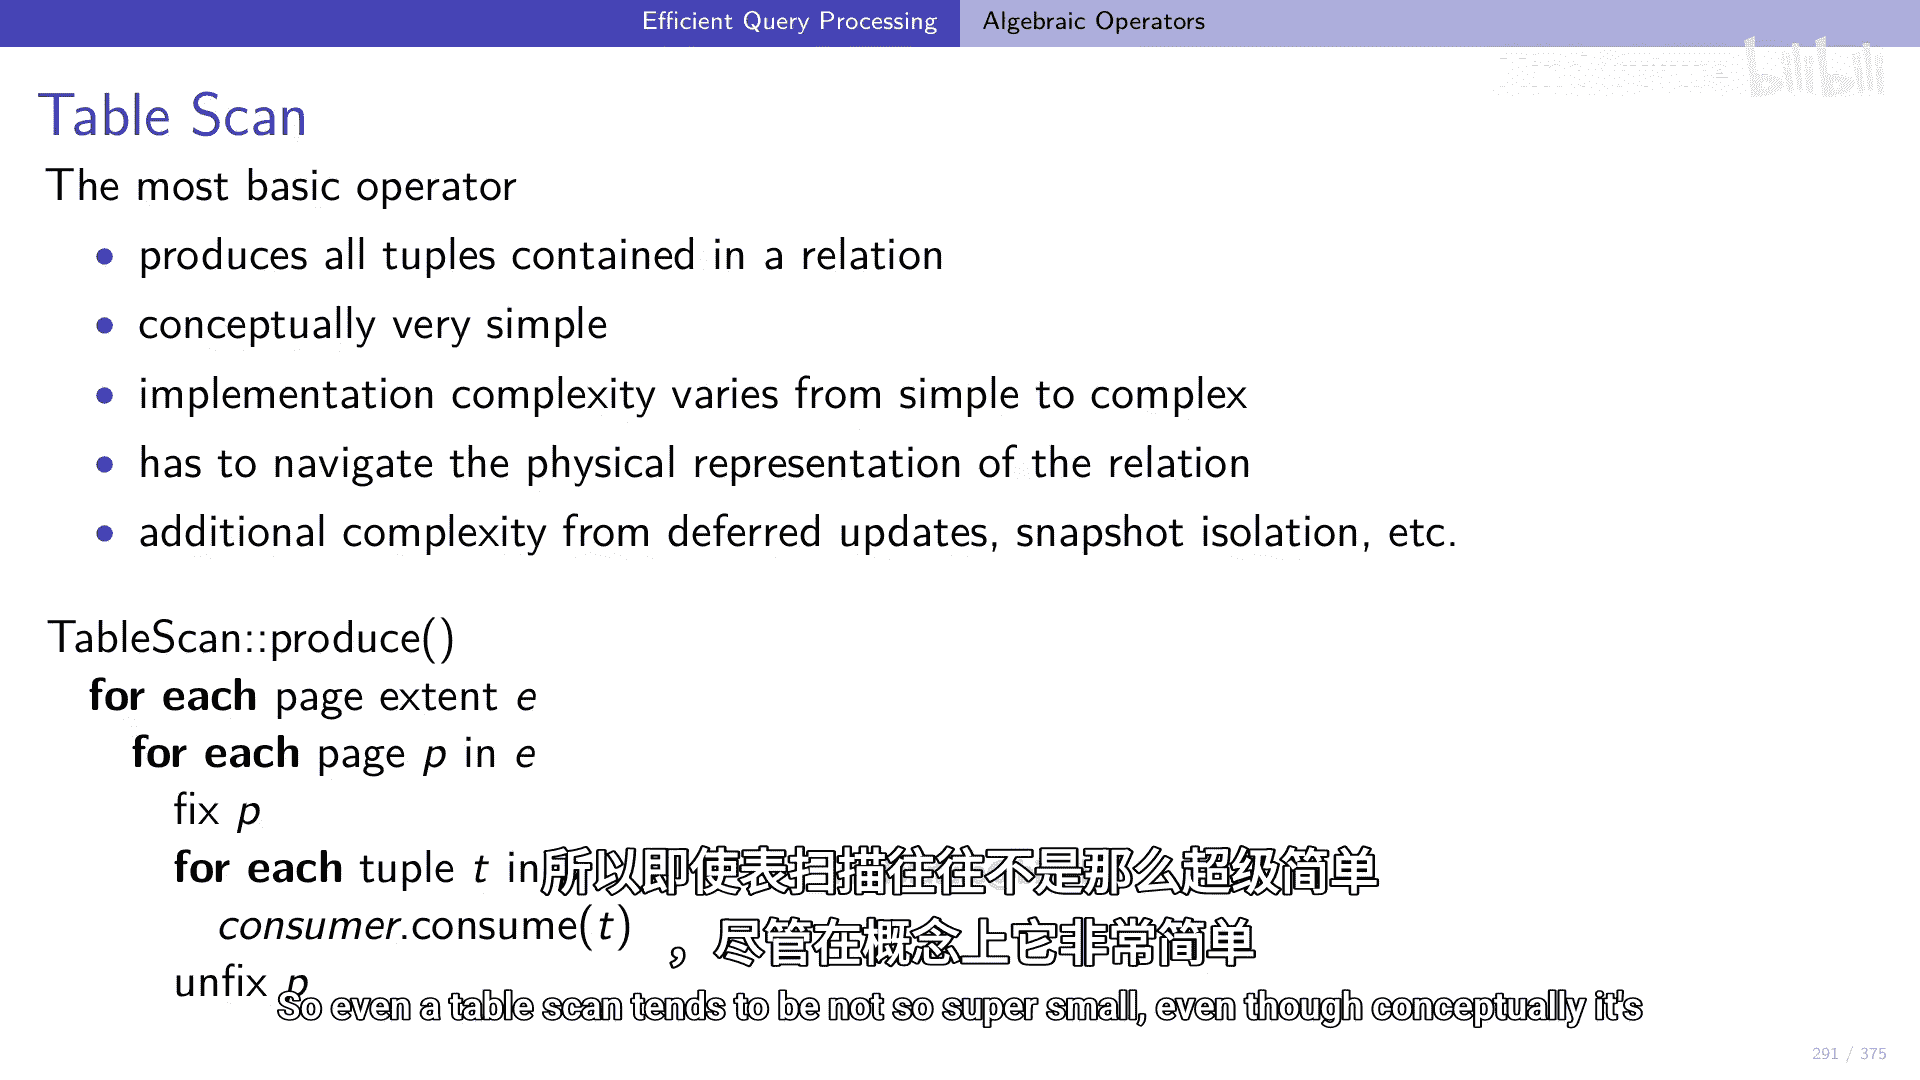 Efficient Query Processing
Algebraic Operators
bilibili
Table Scan
The most basic operator
• produces all tuples contained in a relation
• conceptually very simple
• implementation complexity varies from simple to complex
• has to navigate the physical representation of the relation
• additional complexity from deferred updates, snapshot isolation, etc.
TableScan::produce()
for each page extent e
for each page p in e
fix p
for each tuple t in
consumer.consume(t)
unfix p
所以即使表扫描往往不是那么超级简单
，尽管在概念上它非常简单
So even a table scan tends to be not so super small, even though conceptually it's
291 / 375